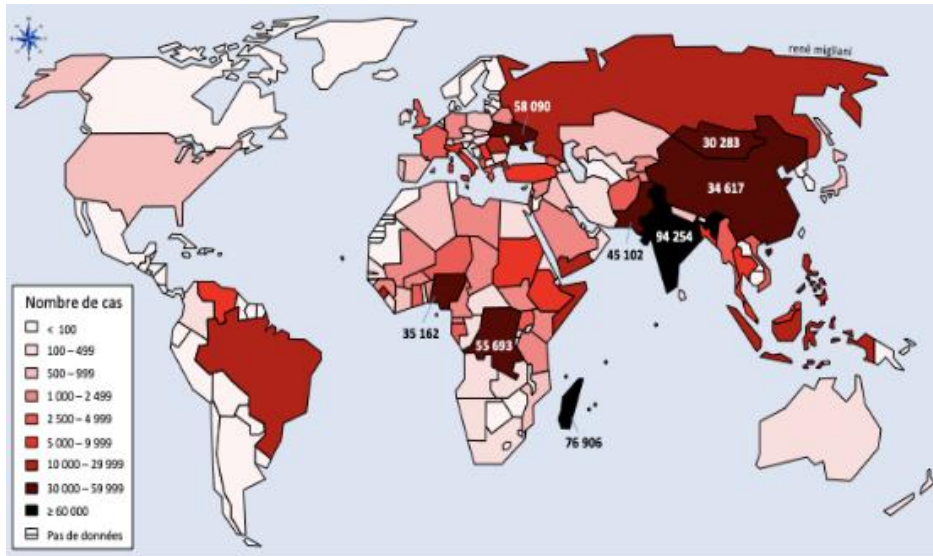 rené migliani
58 090
30 283
34 617
94 254
45 102
35 162
55 693
76 906
Nombre de cas
< 100
100 – 499
500 – 999
1 000 – 2 499
2 500 – 4 999
5 000 – 9 999
10 000 – 29 999
30 000 – 59 999
≥ 60 000
Pas de données